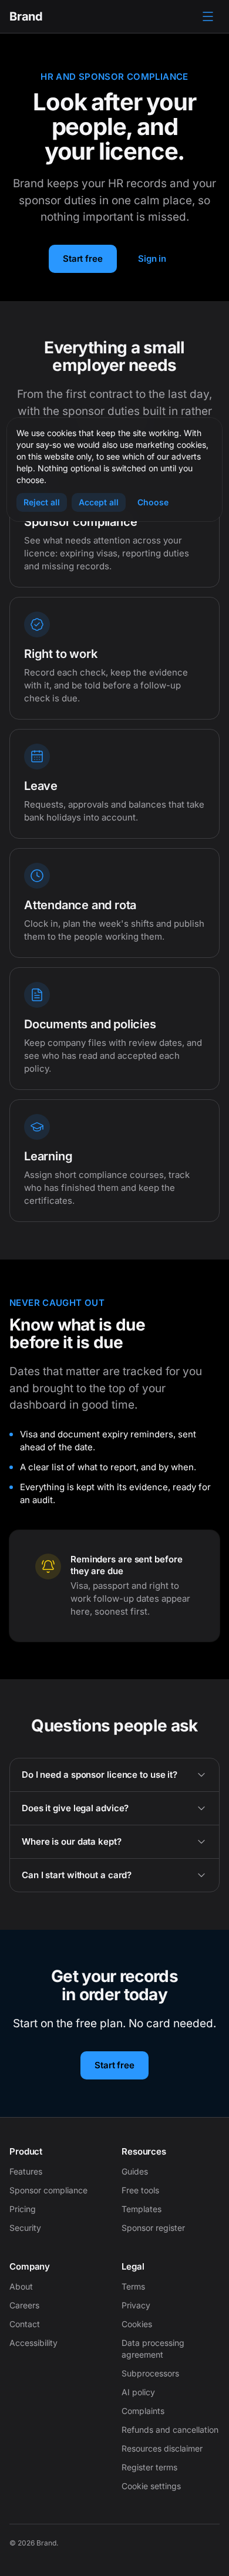 Brand
HR AND SPONSOR COMPLIANCE
Look after your
people, and
your licence.
Brand keeps your HR records and your
sponsor duties in one calm place, so
nothing important is missed.
Start free
Sign in
Everything a small
employer needs
From the first contract to the last day,
with the sponsor duties built in rather
We use cookies that keep the site working. With
your say-so we would also use marketing cookies,
on this website only, to see which of our adverts
help. Nothing optional is switched on until you
choose.
Reject all
Accept all
Choose
Sponsor compliance
See what needs attention across your
licence: expiring visas, reporting duties
and missing records.
Right to work
Record each check, keep the evidence
with it, and be told before a follow-up
check is due.
Leave
Requests, approvals and balances that take
bank holidays into account.
Attendance and rota
Clock in, plan the week's shifts and publish
them to the people working them.
Documents and policies
Keep company files with review dates, and
see who has read and accepted each
policy.
Learning
Assign short compliance courses, track
who has finished them and keep the
certificates.
NEVER CAUGHT OUT
Know what is due
before it is due
Dates that matter are tracked for you
and brought to the top of your
dashboard in good time.
Visa and document expiry reminders, sent
ahead of the date.
A clear list of what to report, and by when.
Everything is kept with its evidence, ready for
an audit.
Reminders are sent before
they are due
Visa, passport and right to
work follow-up dates appear
here, soonest first.
Questions people ask
Do I need a sponsor licence to use it?
Does it give legal advice?
Where is our data kept?
Can I start without a card?
Get your records
in order today
Start on the free plan. No card needed.
Start free
Product
Features
Sponsor compliance
Pricing
Security
Resources
Guides
Free tools
Templates
Sponsor register
Company
About
Careers
Contact
Accessibility
Legal
Terms
Privacy
Cookies
Data processing
agreement
Subprocessors
AI policy
Complaints
Refunds and cancellation
Resources disclaimer
Register terms
Cookie settings
© 2026 Brand.